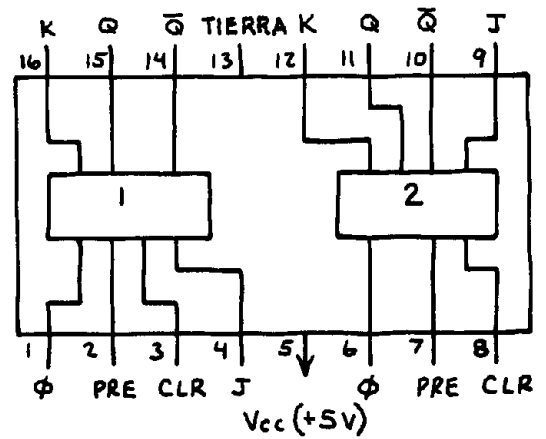 K Q Q̅ TIERRA K Q Q̅ J
16 15 14 13 12 11 10 9
1 2
1 2 3 4 5 6 7 8
Φ PRE CLR J Φ PRE CLR
Vcc (+5V)